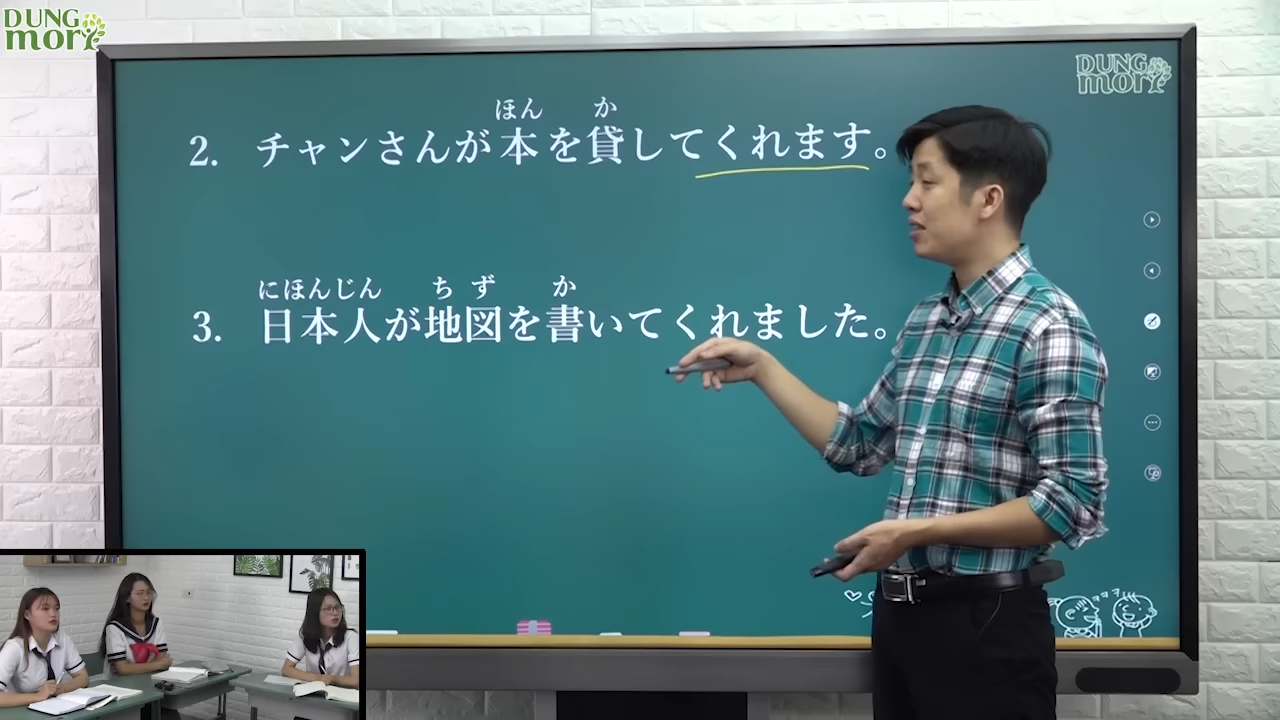 DUNG
mori
DUNG
mori
ほん か
2. チャンさんが本を貸してくれます。
にほんじん ちず か
3. 日本人が地図を書いてくれました。